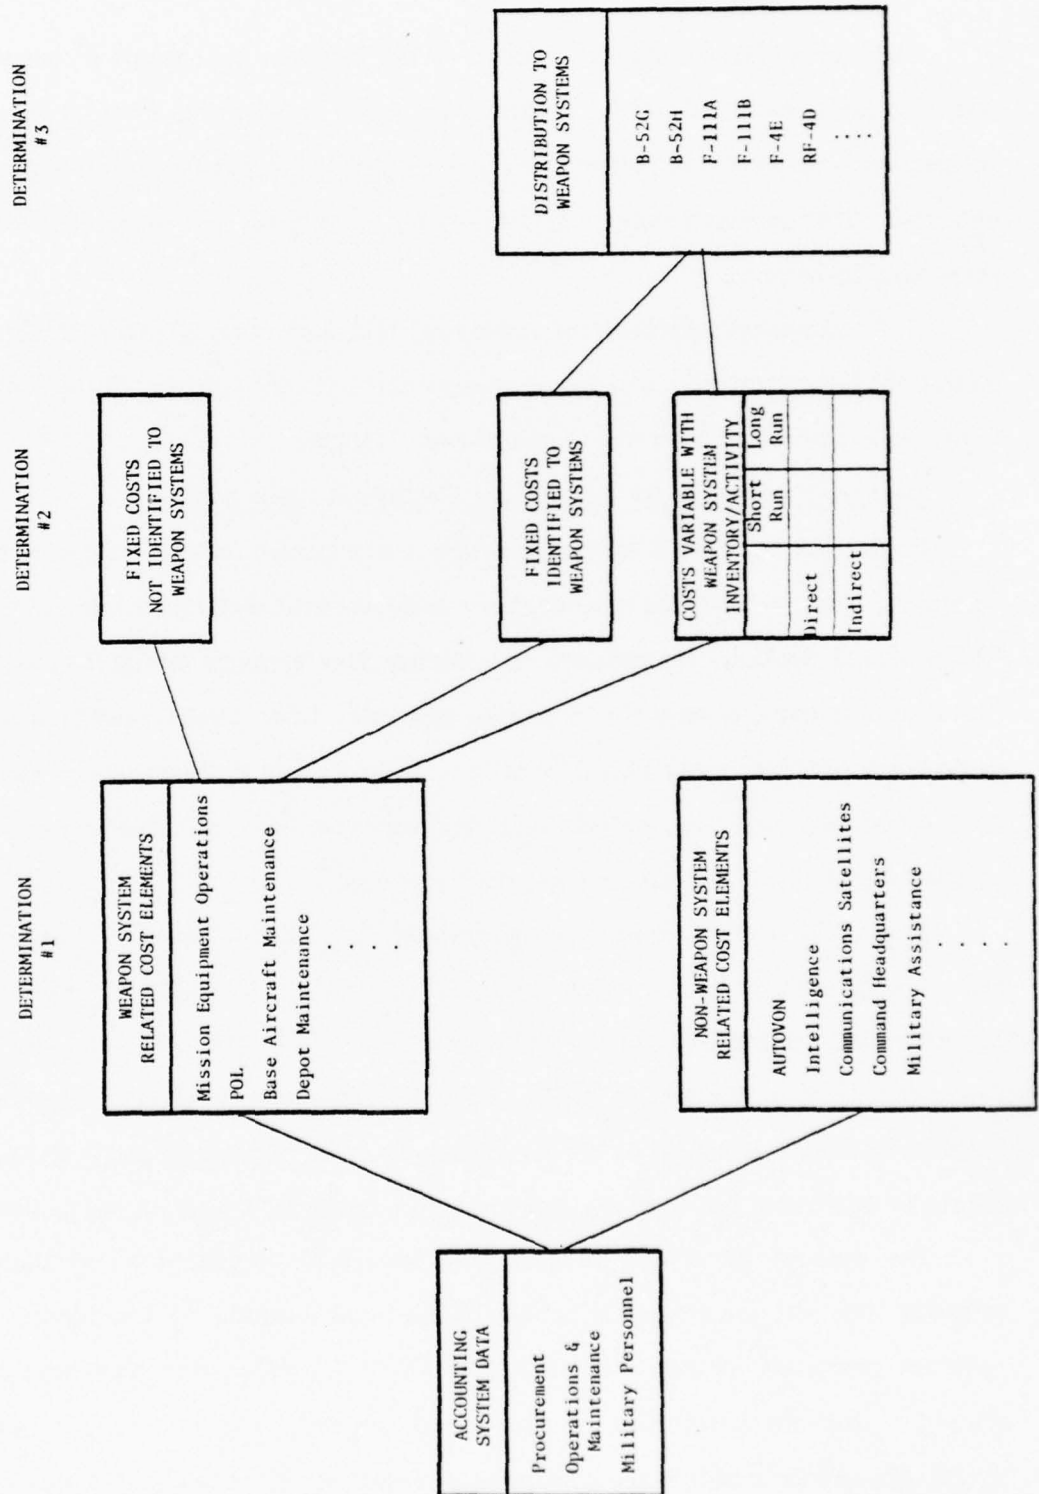 DETERMINATION
#1
DETERMINATION
#2
DETERMINATION
#3
ACCOUNTING
SYSTEM DATA
Procurement
Operations &
Maintenance
Military Personnel
WEAPON SYSTEM
RELATED COST ELEMENTS
Mission Equipment Operations
POL
Base Aircraft Maintenance
Depot Maintenance
.
.
.
.
NON-WEAPON SYSTEM
RELATED COST ELEMENTS
AUTOVON
Intelligence
Communications Satellites
Command Headquarters
Military Assistance
.
.
.
.
FIXED COSTS
NOT IDENTIFIED TO
WEAPON SYSTEMS
FIXED COSTS
IDENTIFIED TO
WEAPON SYSTEMS
COSTS VARIABLE WITH
WEAPON SYSTEM
INVENTORY/ACTIVITY
Short Run
Long Run
Direct
Indirect
DISTRIBUTION TO
WEAPON SYSTEMS
B-52G
B-52H
F-111A
F-111B
F-4E
RF-4D
:
: